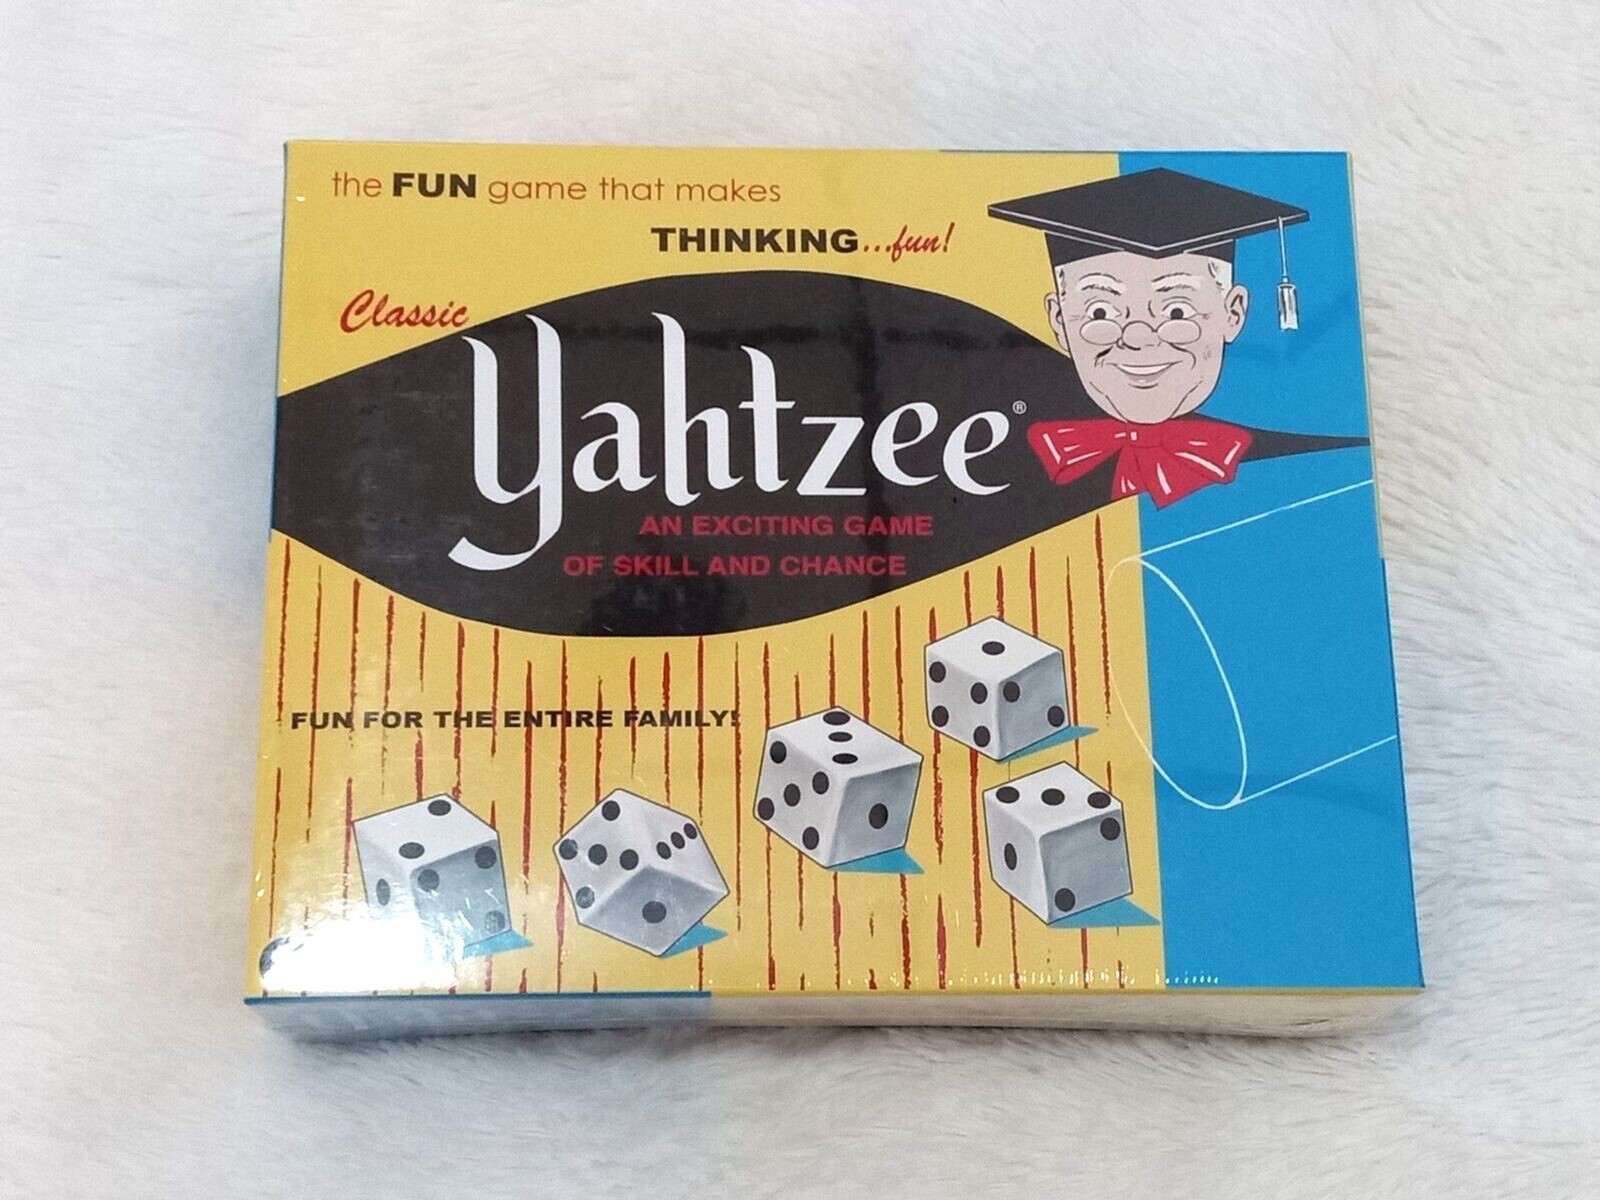 the FUN game that makes
THINKING...fun!
Classic
Yahtzee®
AN EXCITING GAME
OF SKILL AND CHANCE
FUN FOR THE ENTIRE FAMILY!